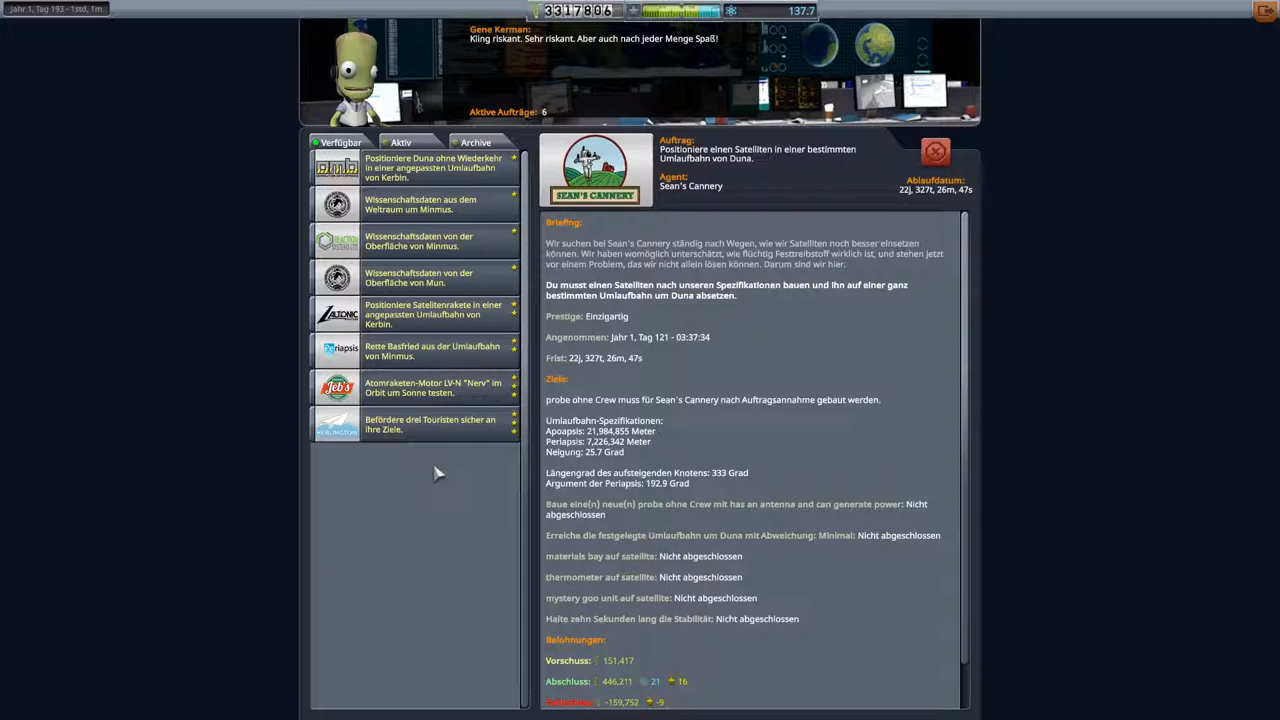 Jahr 1, Tag 193 - 1std, 1m
3317806
137.7
Gene Kerman:
Kling riskant. Sehr riskant. Aber auch nach jeder Menge Spaß!
Aktive Aufträge: 6
Verfügbar
Aktiv
Archive
Positioniere Duna ohne Wiederkehr
in einer angepassten Umlaufbahn
von Kerbin.
Wissenschaftsdaten aus dem
Weltraum um Minmus.
Wissenschaftsdaten von der
Oberfläche von Minmus.
Wissenschaftsdaten von der
Oberfläche von Mun.
Positioniere Satelitenrakete in einer
angepassten Umlaufbahn von
Kerbin.
Rette Basfried aus der Umlaufbahn
von Minmus.
Atomraketen-Motor LV-N "Nerv" im
Orbit um Sonne testen.
Befördere drei Touristen sicher an
ihre Ziele.
SEAN'S CANNERY
Auftrag:
Positioniere einen Satelliten in einer bestimmten
Umlaufbahn von Duna.
Agent:
Sean's Cannery
Ablaufdatum:
22j, 327t, 26m, 47s
Briefing:
Wir suchen bei Sean's Cannery ständig nach Wegen, wie wir Satelliten noch besser einsetzen
können. Wir haben womöglich unterschätzt, wie flüchtig Festtreibstoff wirklich ist, und stehen jetzt
vor einem Problem, das wir nicht allein lösen können. Darum sind wir hier.
Du musst einen Satelliten nach unseren Spezifikationen bauen und ihn auf einer ganz
bestimmten Umlaufbahn um Duna absetzen.
Prestige: Einzigartig
Angenommen: Jahr 1, Tag 121 - 03:37:34
Frist: 22j, 327t, 26m, 47s
Ziele:
probe ohne Crew muss für Sean's Cannery nach Auftragsannahme gebaut werden.
Umlaufbahn-Spezifikationen:
Apoapsis: 21,984,855 Meter
Periapsis: 7,226,342 Meter
Neigung: 25.7 Grad
Längengrad des aufsteigenden Knotens: 333 Grad
Argument der Periapsis: 192.9 Grad
Baue eine(n) neue(n) probe ohne Crew mit has an antenna and can generate power: Nicht
abgeschlossen
Erreiche die festgelegte Umlaufbahn um Duna mit Abweichung: Minimal: Nicht abgeschlossen
materials bay auf satellite: Nicht abgeschlossen
thermometer auf satellite: Nicht abgeschlossen
mystery goo unit auf satellite: Nicht abgeschlossen
Halte zehn Sekunden lang die Stabilität: Nicht abgeschlossen
Belohnungen:
Vorschuss: 151,417
Abschluss: 446,211 21 16
-159,752 -9